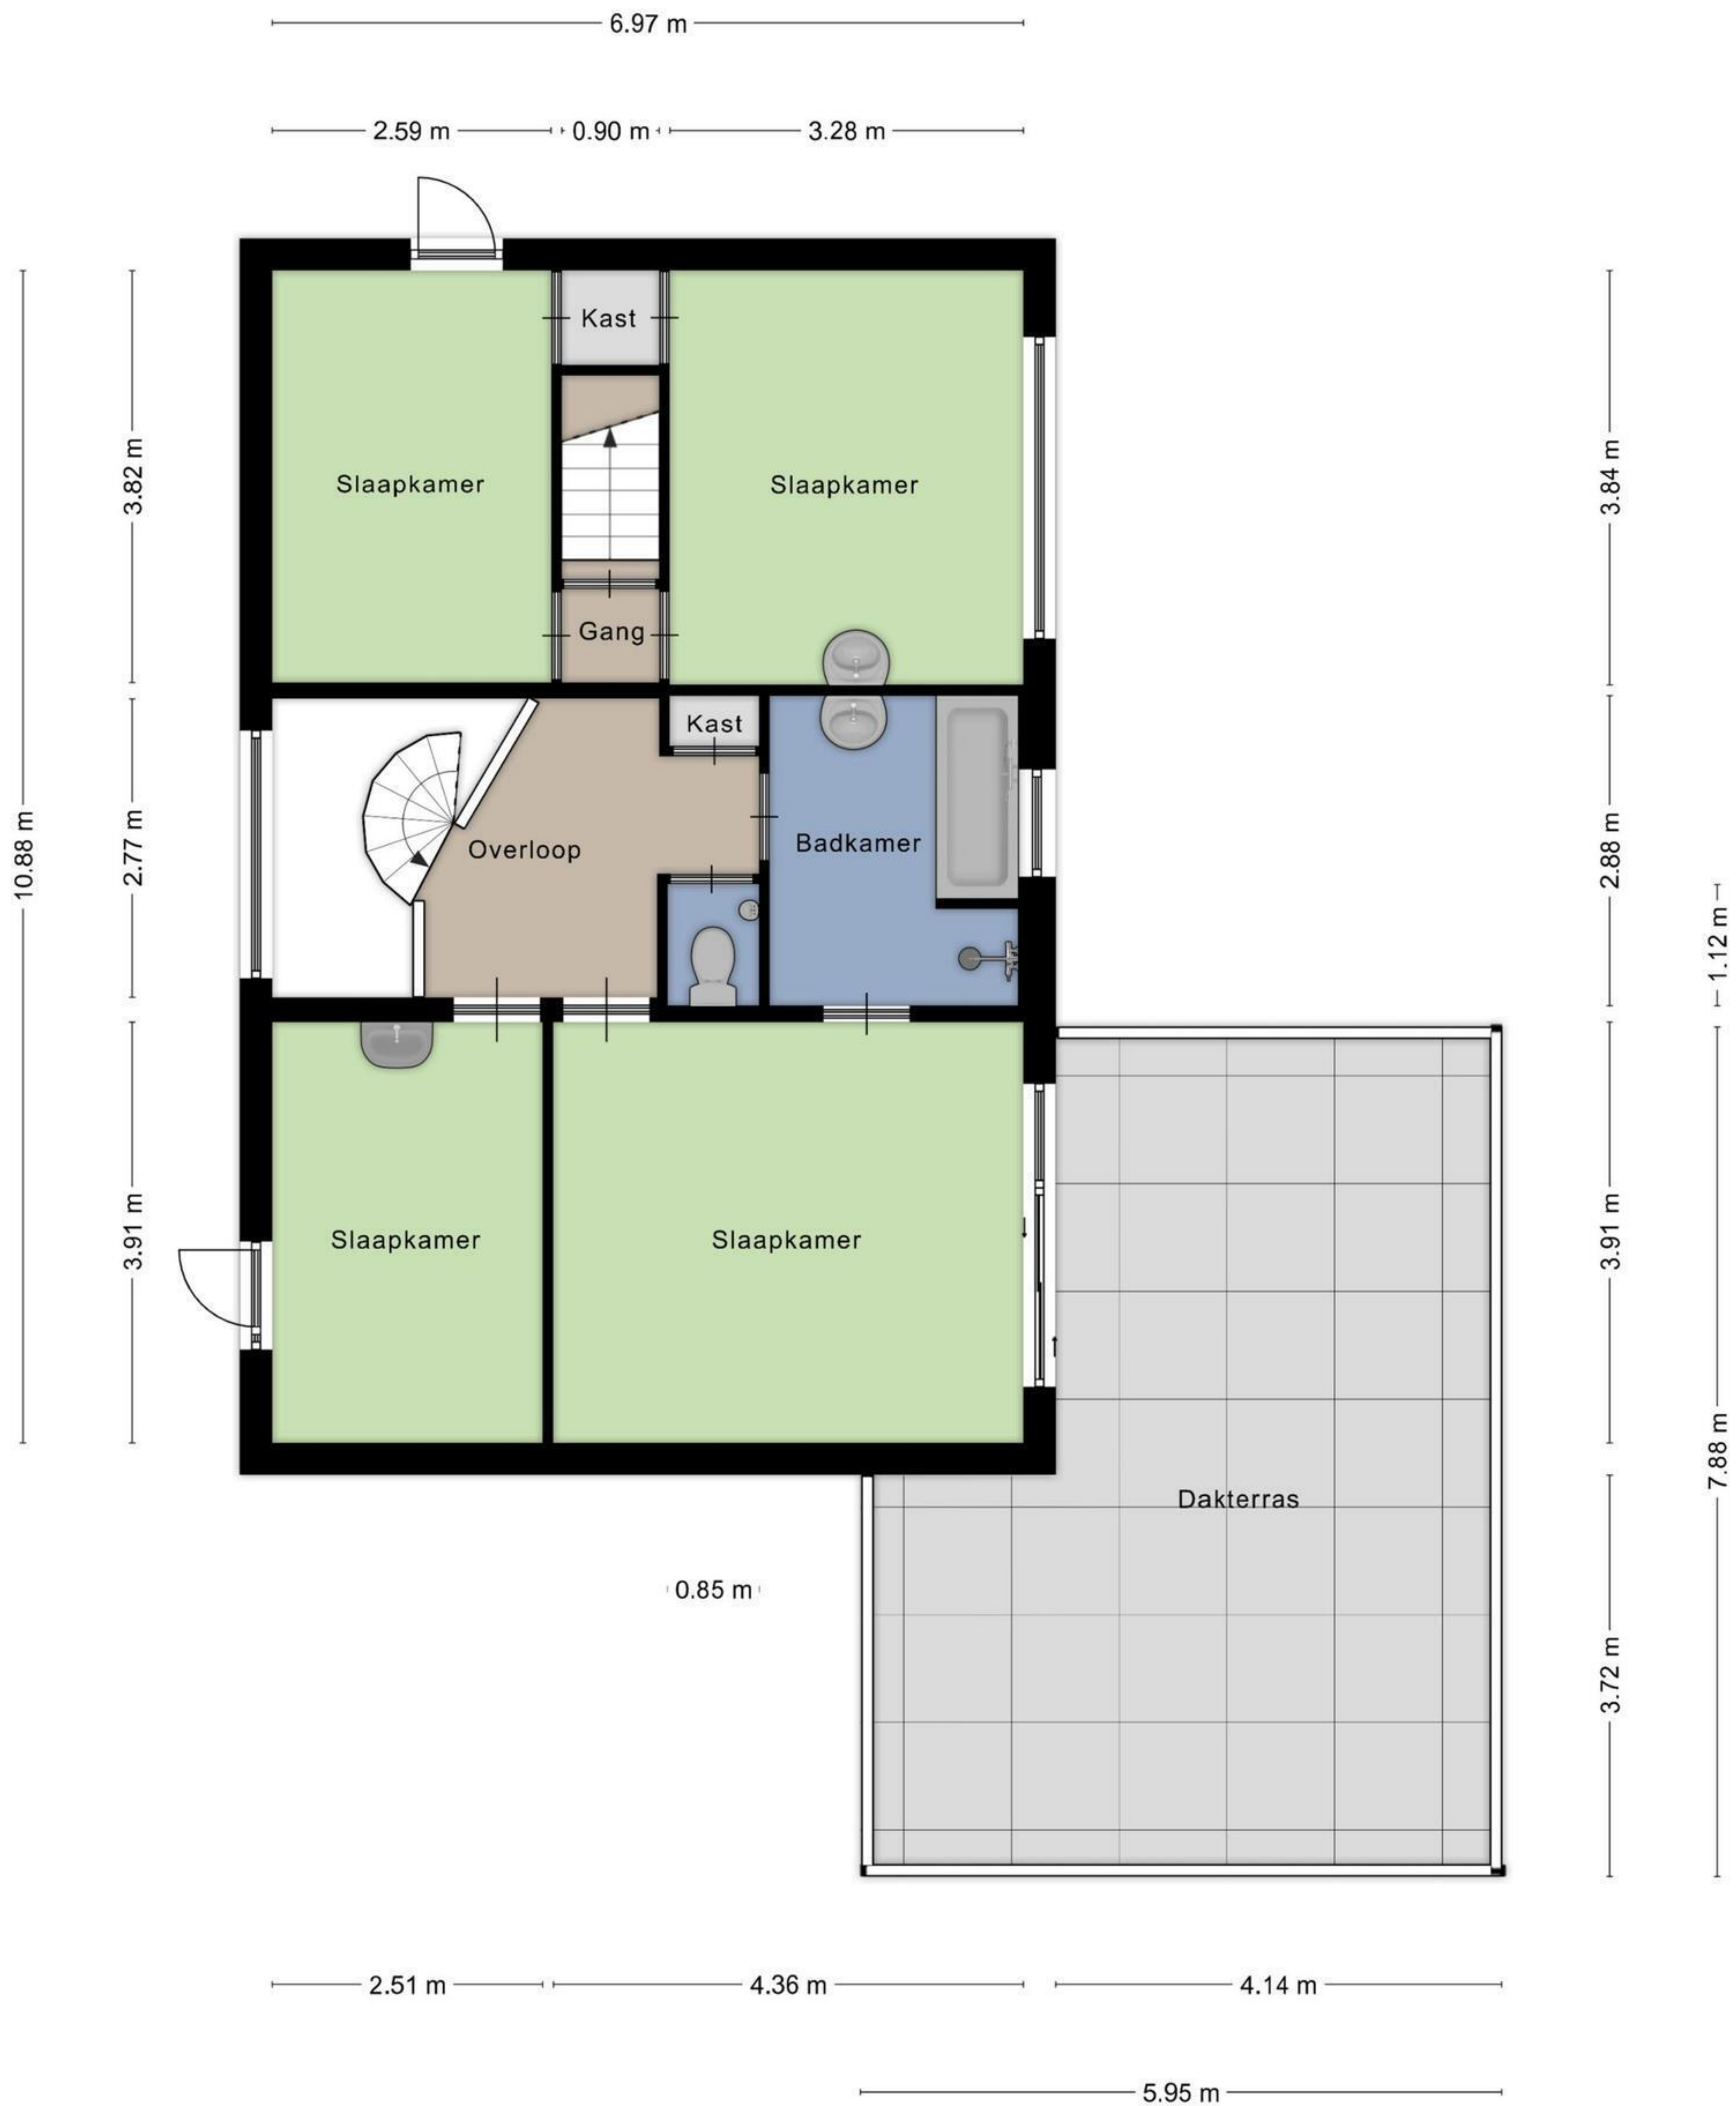 6.97 m
2.59 m
0.90 m
3.28 m
Kast
Slaapkamer
Slaapkamer
3.82 m
3.84 m
Gang
Kast
Overloop
Badkamer
10.88 m
2.77 m
2.88 m
1.12 m
Slaapkamer
Slaapkamer
3.91 m
3.91 m
7.88 m
Dakterras
0.85 m
3.72 m
2.51 m
4.36 m
4.14 m
5.95 m